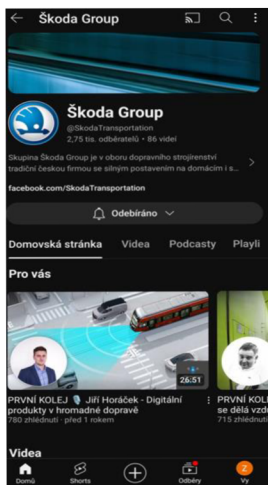 Škoda Group
Škoda Group
@SkodaTransportation
2,75 tis. odběratelů • 86 videí
Skupina Škoda Group je v oboru dopravního strojírenství
tradiční českou firmou se silným postavením na domácím i s...
facebook.com/SkodaTransportation
Odebíráno
Domovská stránka Videa Podcasty Playli
Pro vás
26:51
PRVNÍ KOLEJ 🎙 Jiří Horáček - Digitální
produkty v hromadné dopravě
780 zhlédnutí · před 1 rokem
PRVNÍ KOLEJ
se dělá vzdu
715 zhlédnutí
Videa
Domů Shorts Odběry Vy
Z